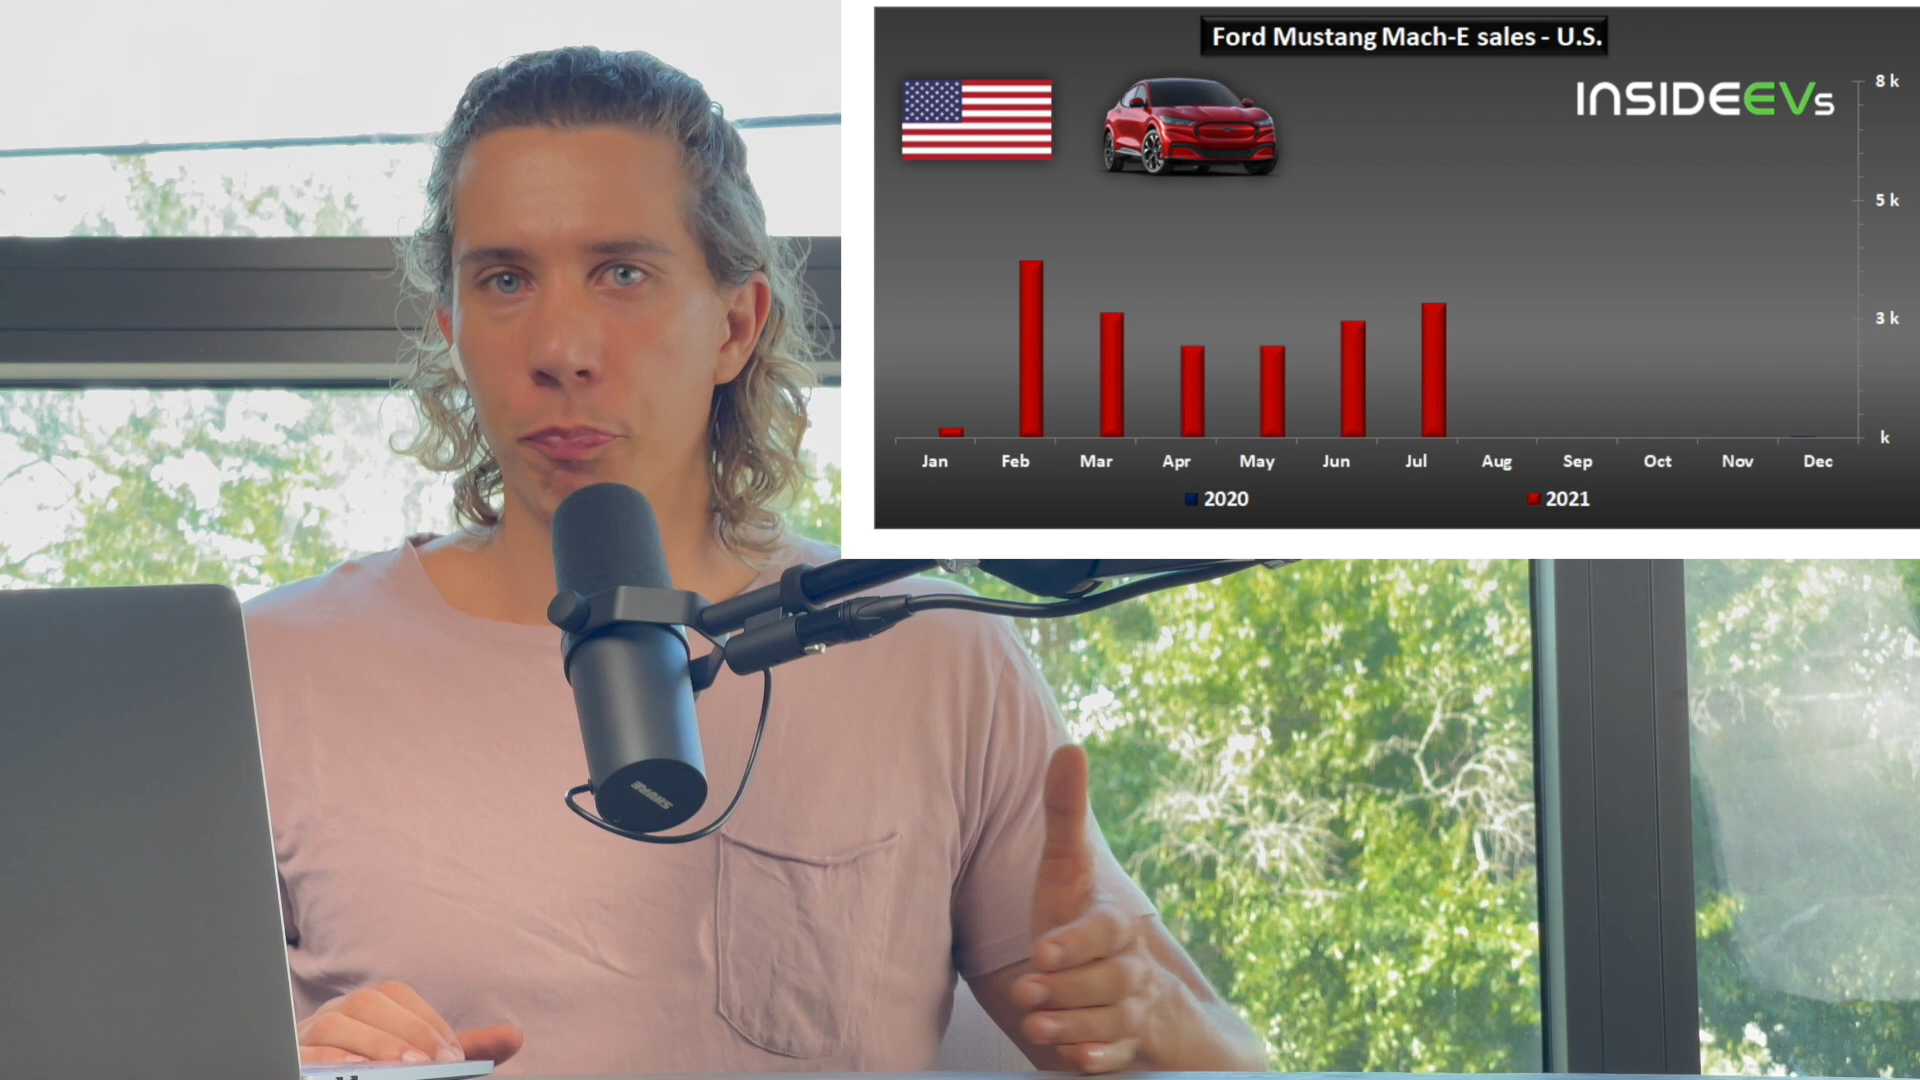 Ford Mustang Mach-E sales - U.S.
INSIDEEVs
8 k
5 k
3 k
k
Jan Feb Mar Apr May Jun Jul Aug Sep Oct Nov Dec
2020 2021
SHURE